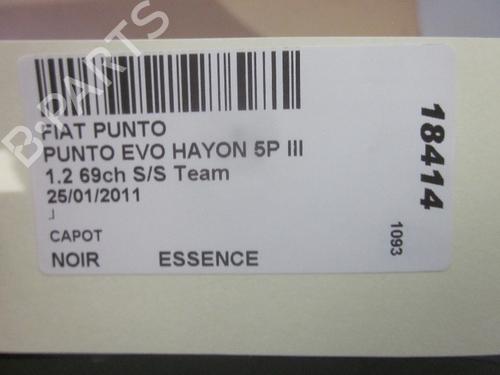 FIAT PUNTO
PUNTO EVO HAYON 5P III
1.2 69ch S/S Team
25/01/2011
CAPOT
NOIR ESSENCE
18414
1093
B-PARTS